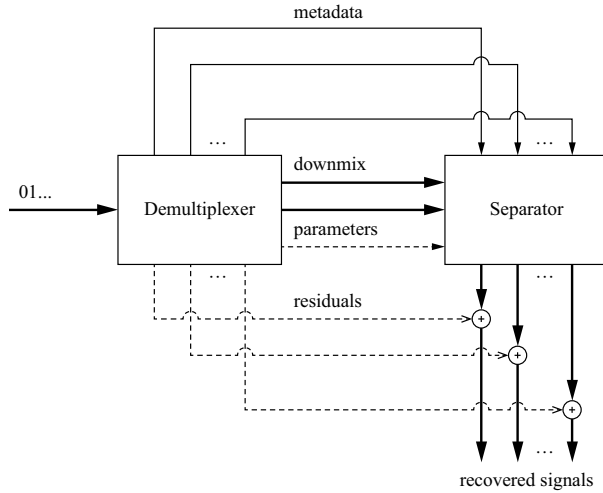 metadata
... ...
downmix
01... Demultiplexer Separator
parameters
... ...
residuals
+
+
+
...
recovered signals